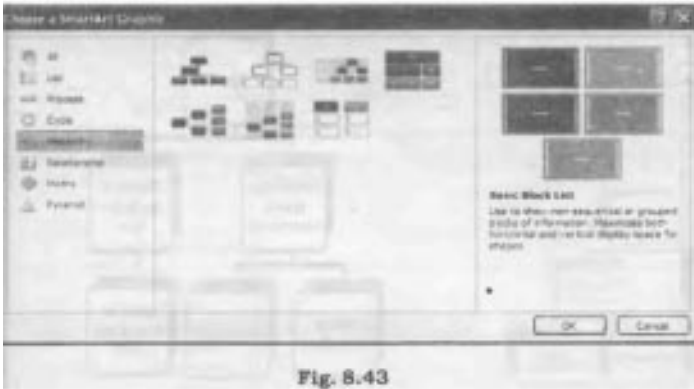 Choose a SmartArt Graphic
All
List
Process
Cycle
Hierarchy
Relationship
Matrix
Pyramid
Basic Block List
Use to show non-sequential or grouped
blocks of information. Maximizes both
horizontal and vertical display space for
shapes.
OK
Cancel
Fig. 8.43